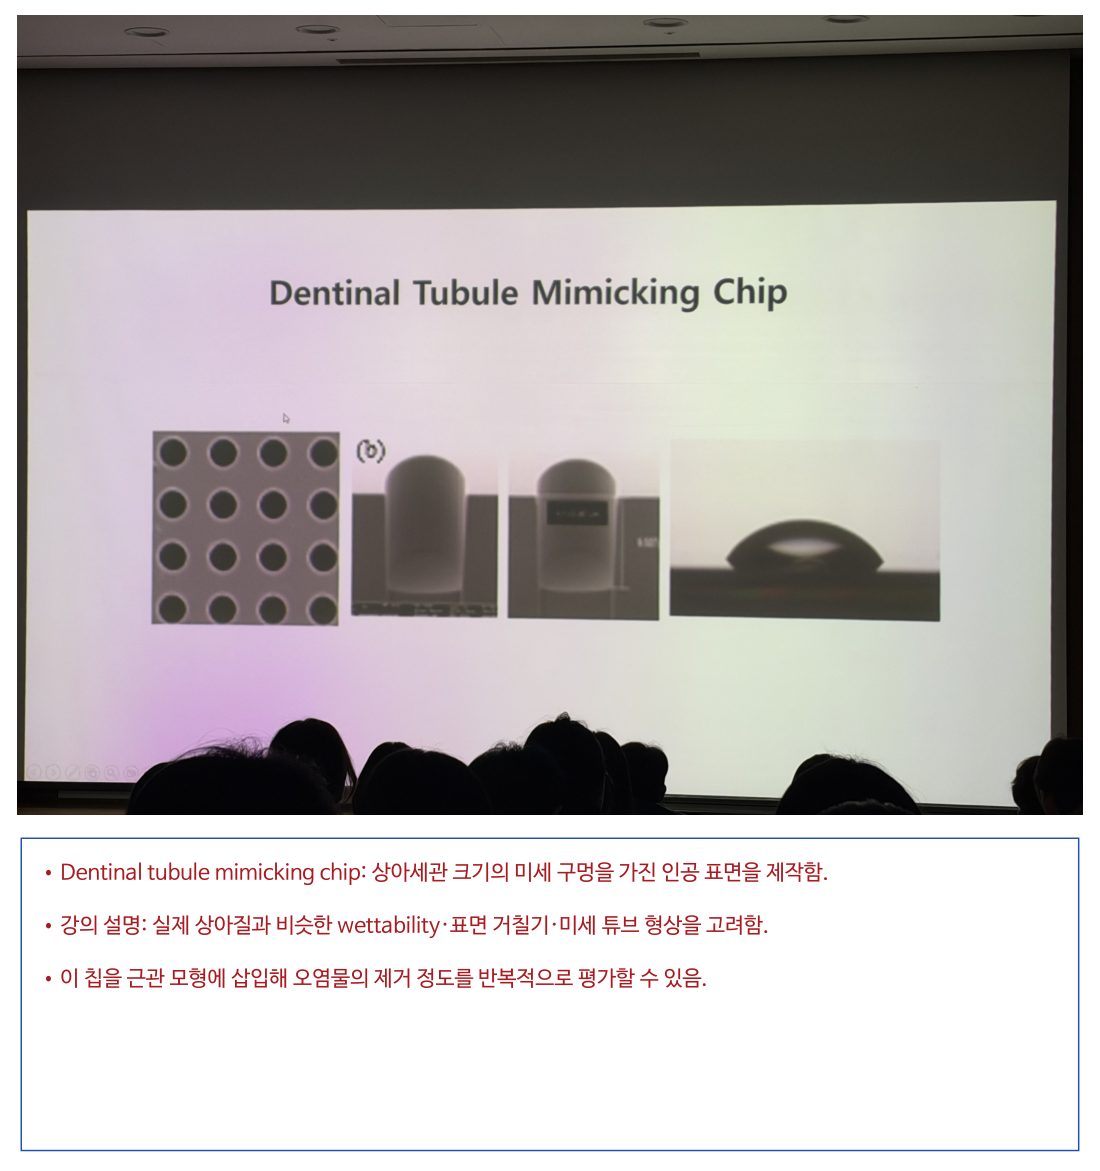 Dentinal Tubule Mimicking Chip
(b)
• Dentinal tubule mimicking chip: 상아세관 크기의 미세 구멍을 가진 인공 표면을 제작함.
• 강의 설명: 실제 상아질과 비슷한 wettability·표면 거칠기·미세 튜브 형상을 고려함.
• 이 칩을 근관 모형에 삽입해 오염물의 제거 정도를 반복적으로 평가할 수 있음.